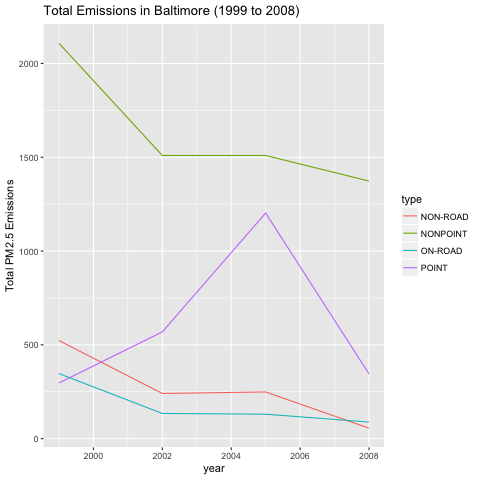 Total Emissions in Baltimore (1999 to 2008)
Total PM2.5 Emissions
2000
1500
1000
500
0
2000 2002 2004 2006 2008
year
type
NON-ROAD
NONPOINT
ON-ROAD
POINT